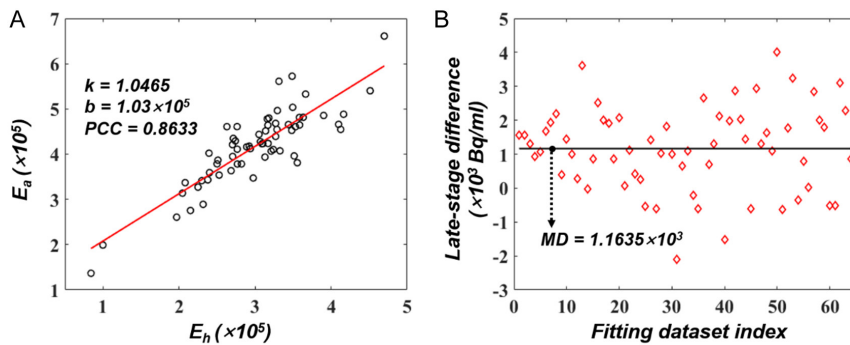 A
k = 1.0465
b = 1.03×10⁵
PCC = 0.8633
Eₐ (×10⁵)
7
6
5
4
3
2
1
1
2
3
4
5
Eₕ (×10⁵)
B
Late-stage difference
(×10³ Bq/ml)
5
4
3
2
1
0
-1
-2
-3
MD = 1.1635×10³
0
10
20
30
40
50
60
Fitting dataset index